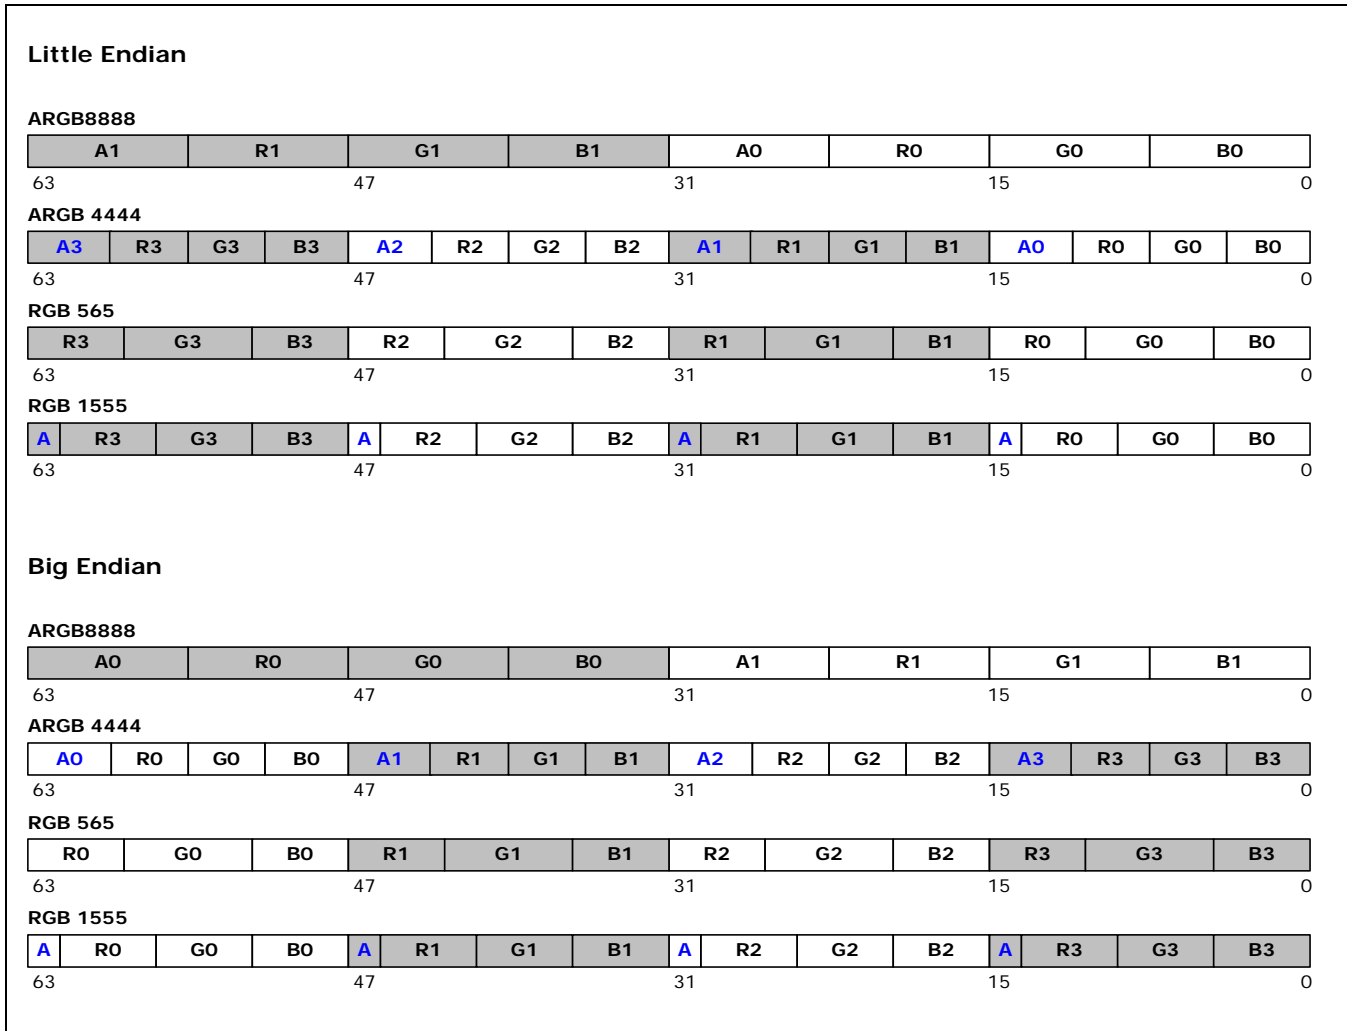 Little Endian
ARGB8888
A1 R1 G1 B1 A0 R0 G0 B0
63 47 31 15 0
ARGB 4444
A3 R3 G3 B3 A2 R2 G2 B2 A1 R1 G1 B1 A0 R0 G0 B0
63 47 31 15 0
RGB 565
R3 G3 B3 R2 G2 B2 R1 G1 B1 R0 G0 B0
63 47 31 15 0
RGB 1555
A R3 G3 B3 A R2 G2 B2 A R1 G1 B1 A R0 G0 B0
63 47 31 15 0
Big Endian
ARGB8888
A0 R0 G0 B0 A1 R1 G1 B1
63 47 31 15 0
ARGB 4444
A0 R0 G0 B0 A1 R1 G1 B1 A2 R2 G2 B2 A3 R3 G3 B3
63 47 31 15 0
RGB 565
R0 G0 B0 R1 G1 B1 R2 G2 B2 R3 G3 B3
63 47 31 15 0
RGB 1555
A R0 G0 B0 A R1 G1 B1 A R2 G2 B2 A R3 G3 B3
63 47 31 15 0